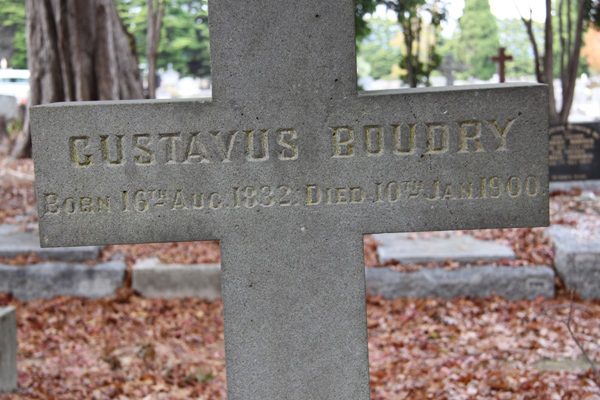 GUSTAVUS BOUDRY
BORN 16TH AUG. 1832. DIED 10TH JAN. 1900.